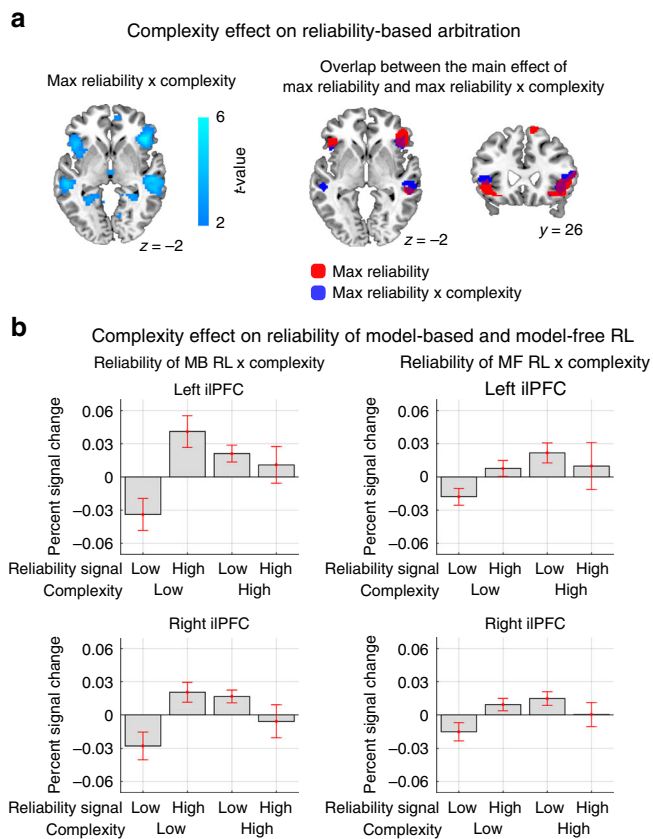 a
Complexity effect on reliability-based arbitration
Max reliability x complexity
Overlap between the main effect of
max reliability and max reliability x complexity
6
t-value
2
z = –2
z = –2
y = 26
Max reliability
Max reliability x complexity
b
Complexity effect on reliability of model-based and model-free RL
Reliability of MB RL x complexity
Left ilPFC
Percent signal change
0.06
0.03
0
–0.03
–0.06
Reliability signal Low High Low High
Complexity Low High
Reliability of MF RL x complexity
Left ilPFC
Percent signal change
0.06
0.03
0
–0.03
–0.06
Reliability signal Low High Low High
Complexity Low High
Right ilPFC
Percent signal change
0.06
0.03
0
–0.03
–0.06
Reliability signal Low High Low High
Complexity Low High
Right ilPFC
Percent signal change
0.06
0.03
0
–0.03
–0.06
Reliability signal Low High Low High
Complexity Low High